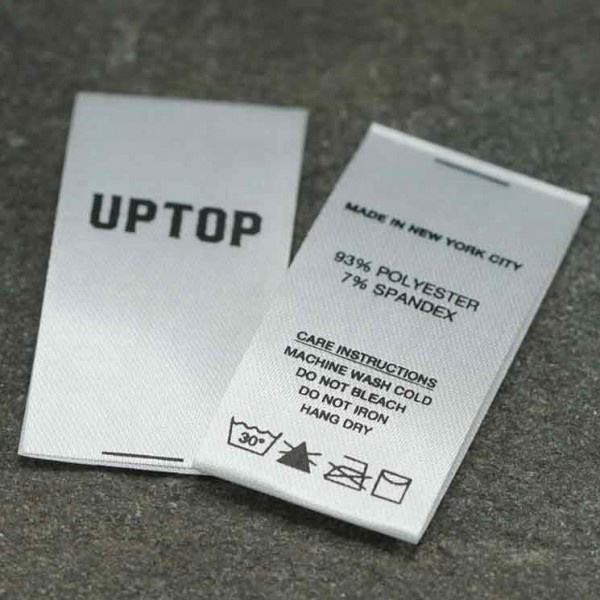 UPTOP
MADE IN NEW YORK CITY
93% POLYESTER
7% SPANDEX
CARE INSTRUCTIONS
MACHINE WASH COLD
DO NOT BLEACH
DO NOT IRON
HANG DRY
30°